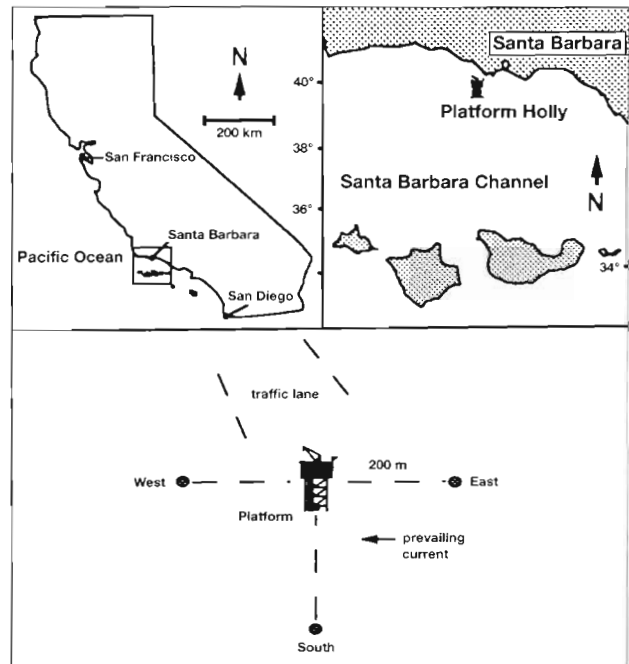 N
200 km
San Francisco
Santa Barbara
Pacific Ocean
San Diego
Santa Barbara
40°
Platform Holly
38°
Santa Barbara Channel
36°
N
34°
traffic lane
200 m
West
East
Platform
prevailing
current
South